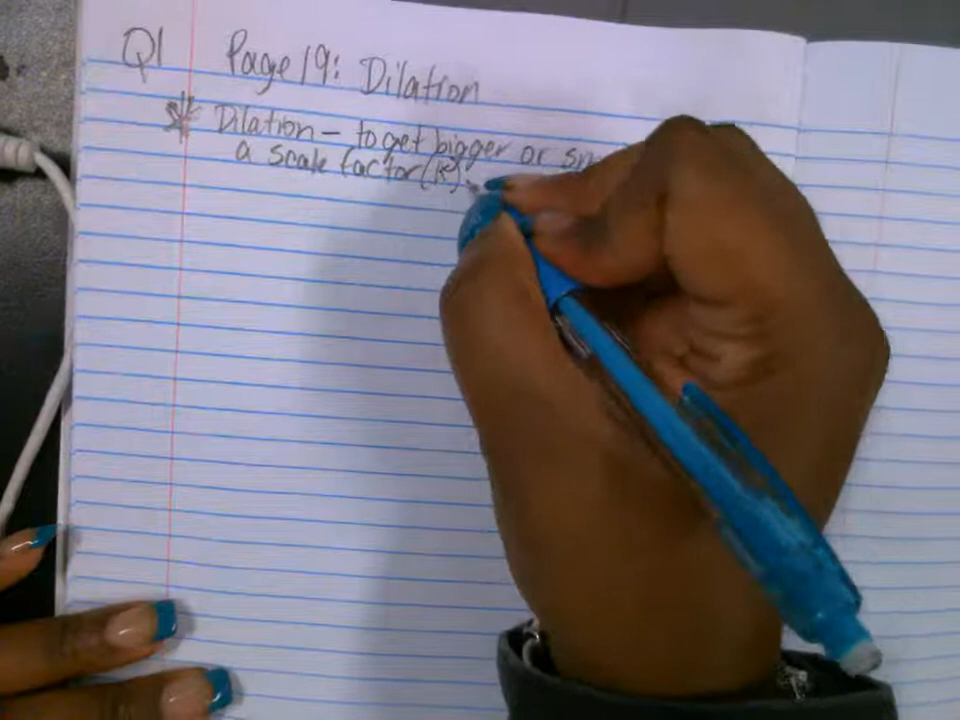 Q1 Page 19: Dilation
* Dilation - to get bigger or
a scale factor (k).